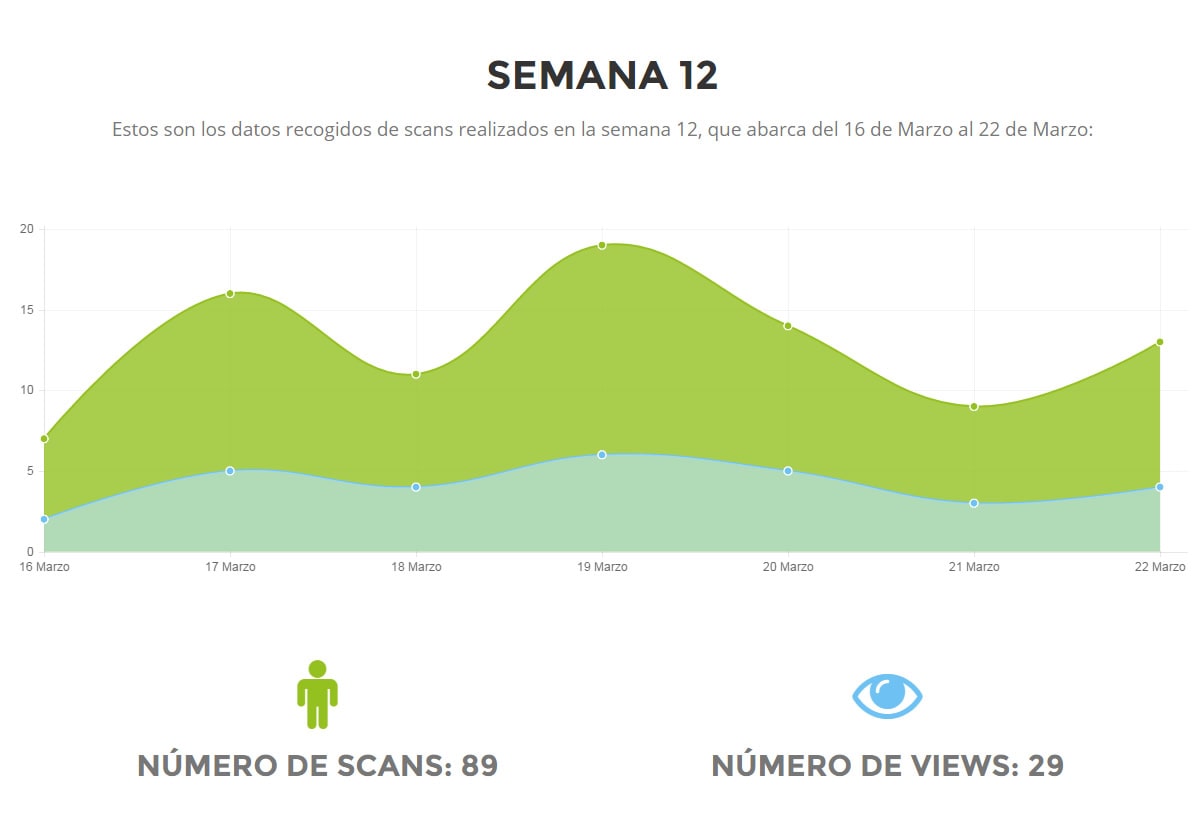 SEMANA 12
Estos son los datos recogidos de scans realizados en la semana 12, que abarca del 16 de Marzo al 22 de Marzo:
20
15
10
5
0
16 Marzo 17 Marzo 18 Marzo 19 Marzo 20 Marzo 21 Marzo 22 Marzo
NÚMERO DE SCANS: 89 NÚMERO DE VIEWS: 29